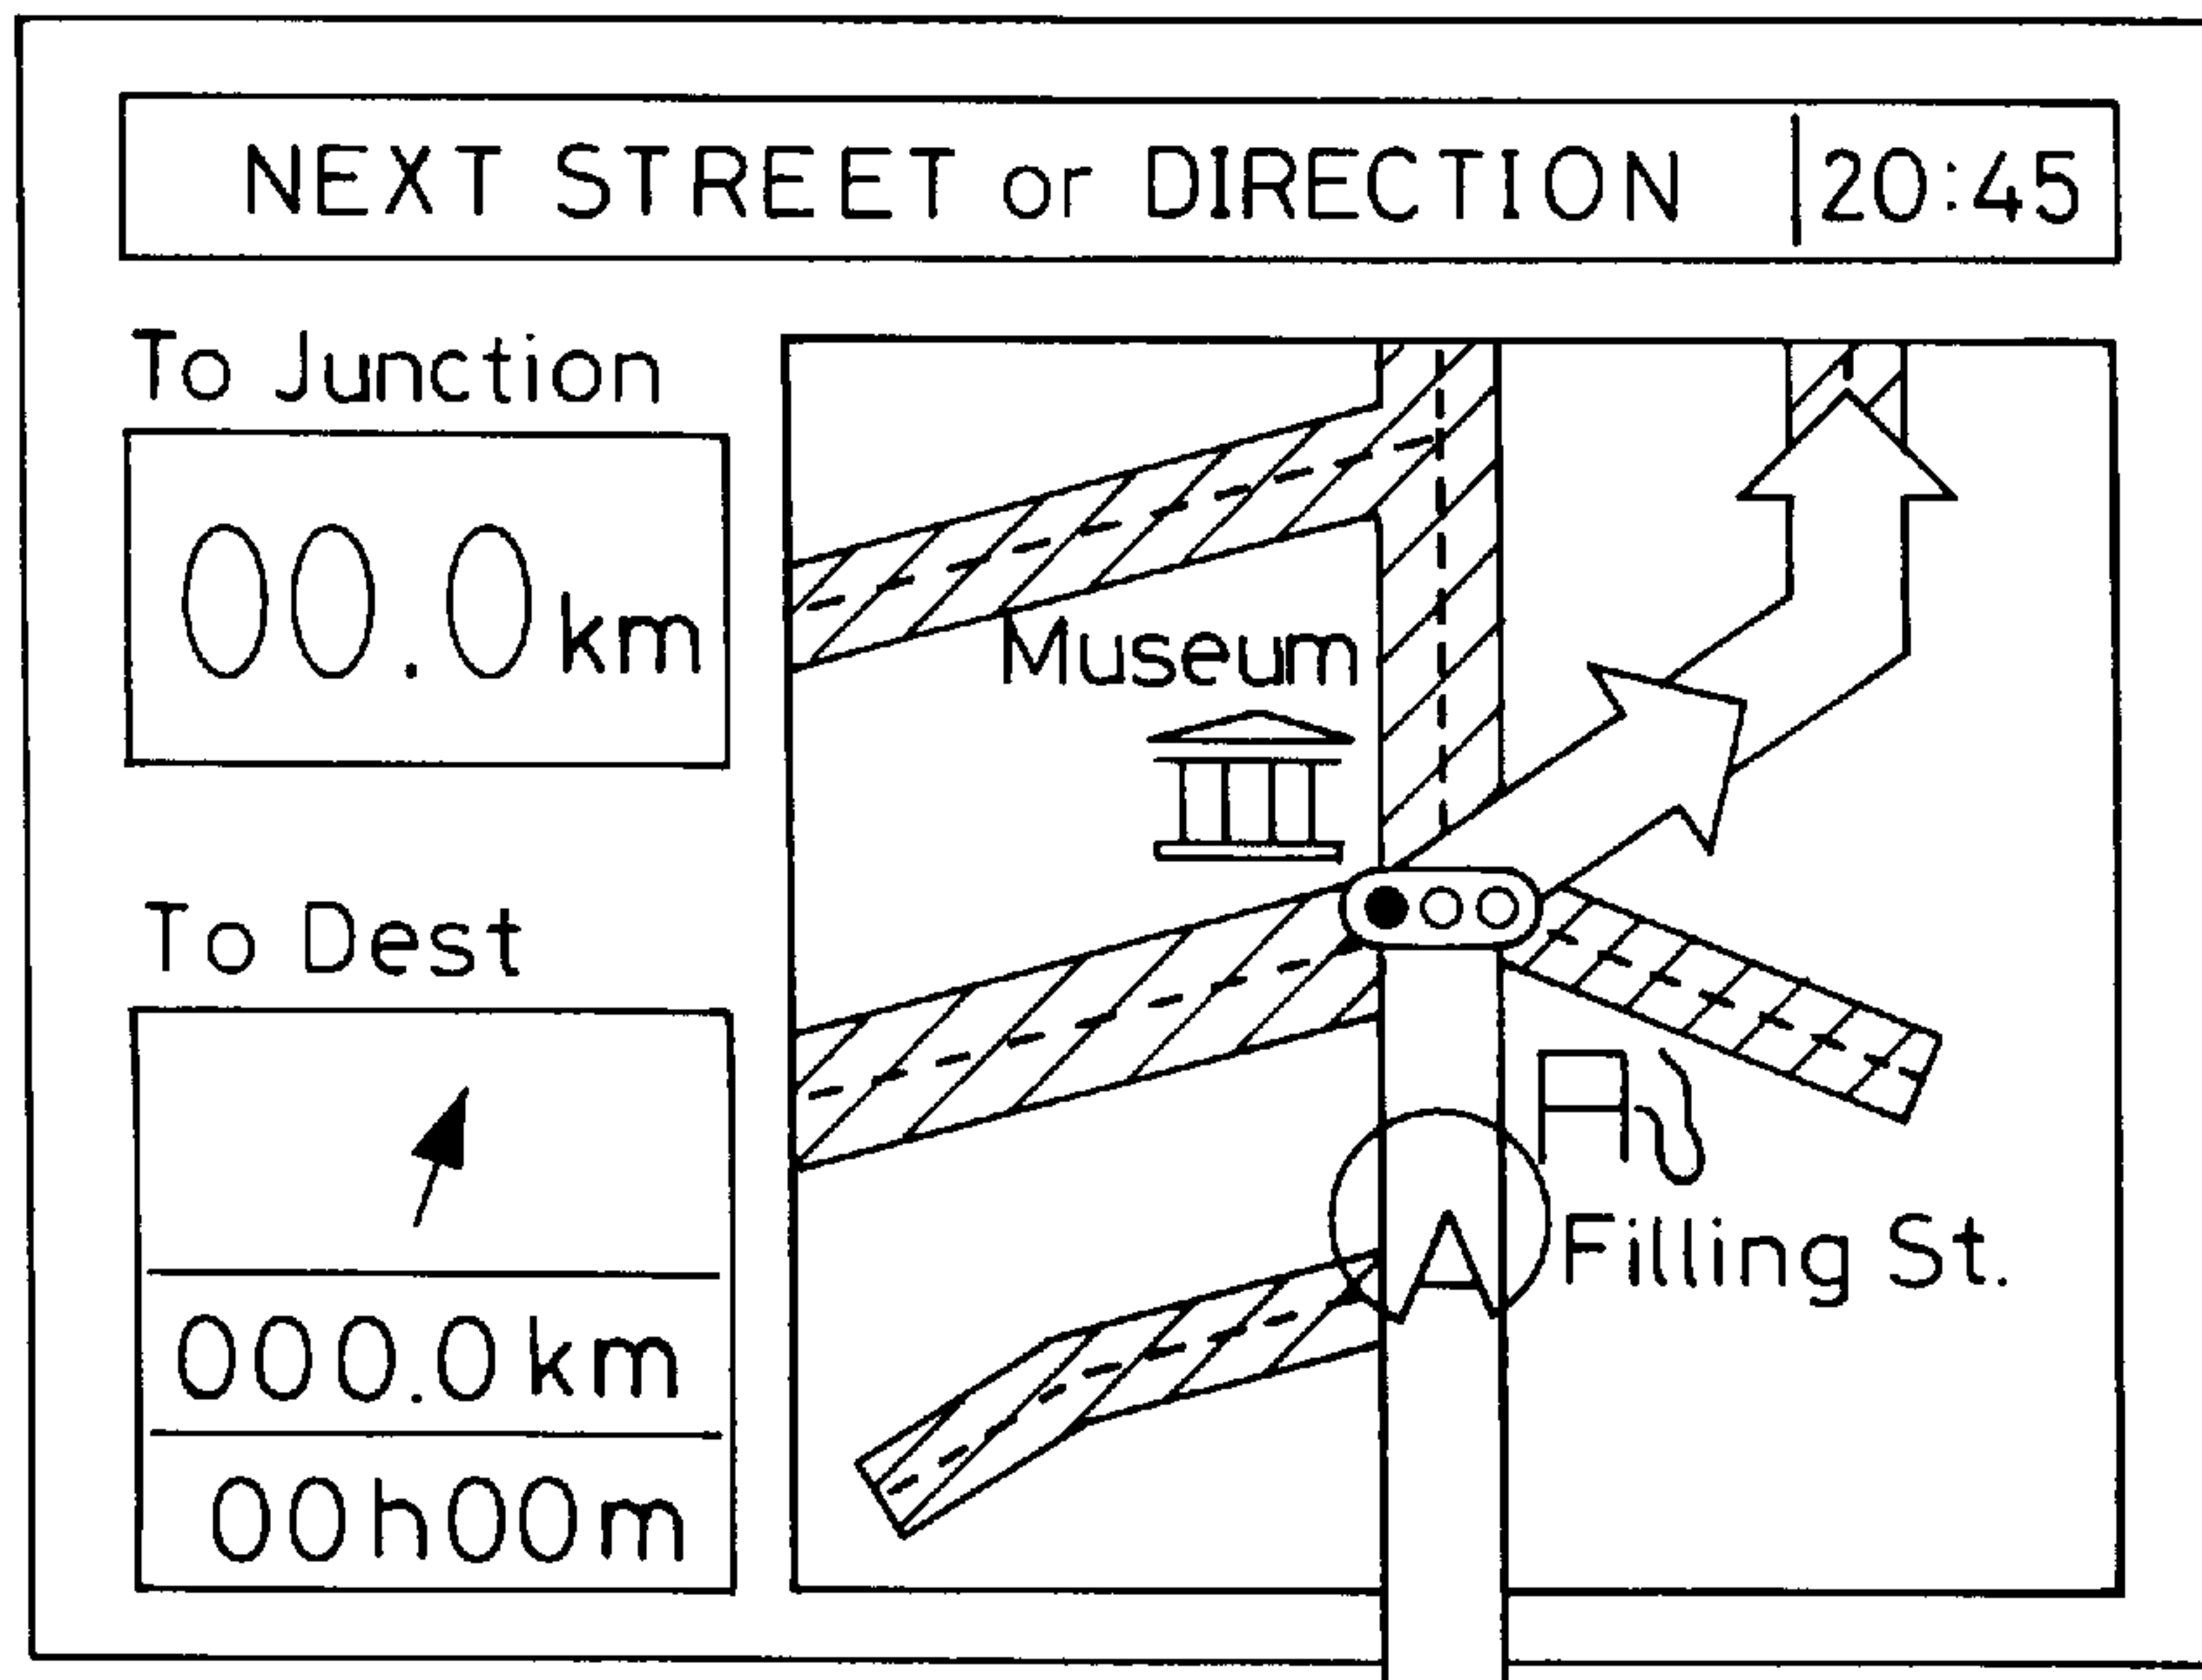 NEXT STREET or DIRECTION | 20:45
To Junction
00.0 km
Museum
To Dest
000.0 km
00h00m
Filling St.